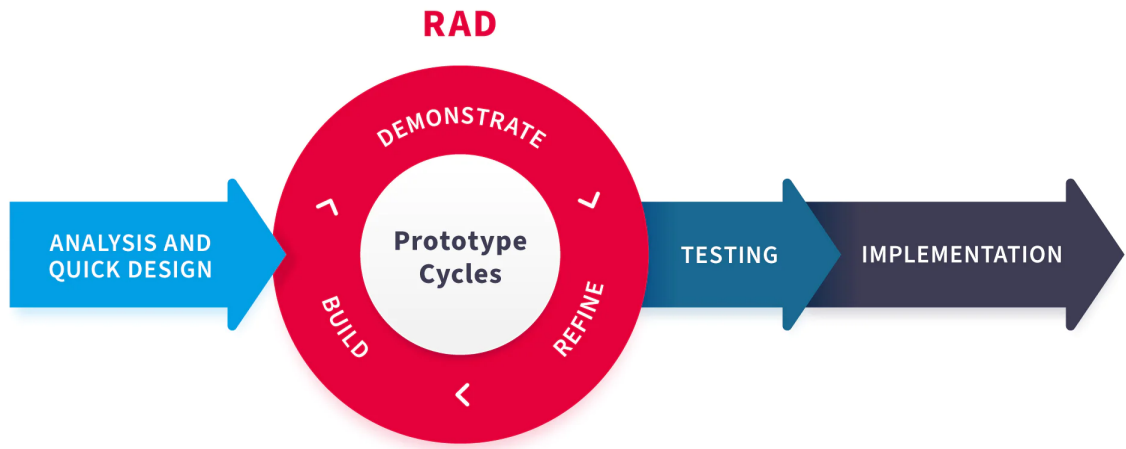 RAD
ANALYSIS AND
QUICK DESIGN
DEMONSTRATE
Prototype
Cycles
BUILD
REFINE
TESTING
IMPLEMENTATION